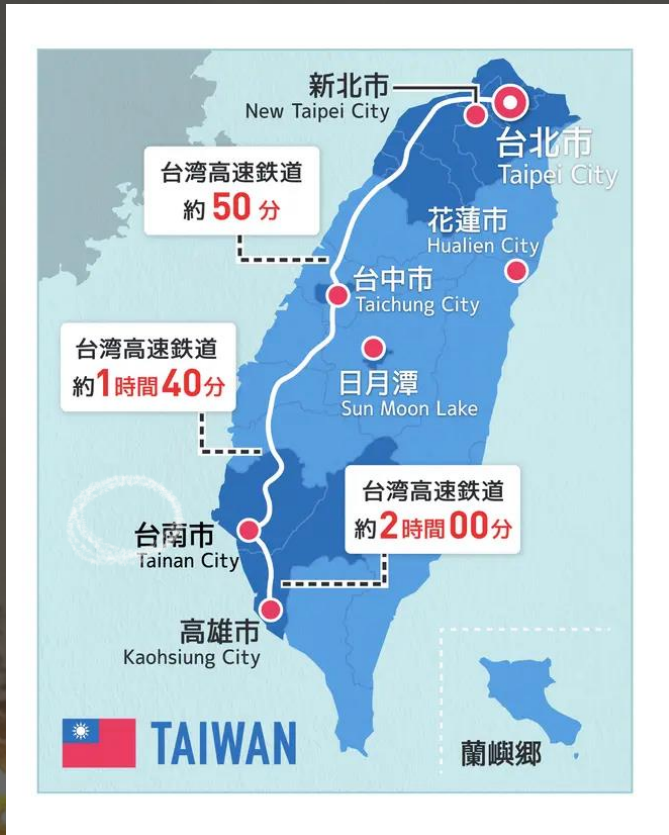 新北市
New Taipei City
台北市
Taipei City
台湾高速鉄道
約 50 分
花蓮市
Hualien City
台中市
Taichung City
台湾高速鉄道
約1時間40分
日月潭
Sun Moon Lake
台湾高速鉄道
約2時間00分
台南市
Tainan City
高雄市
Kaohsiung City
TAIWAN
蘭嶼郷